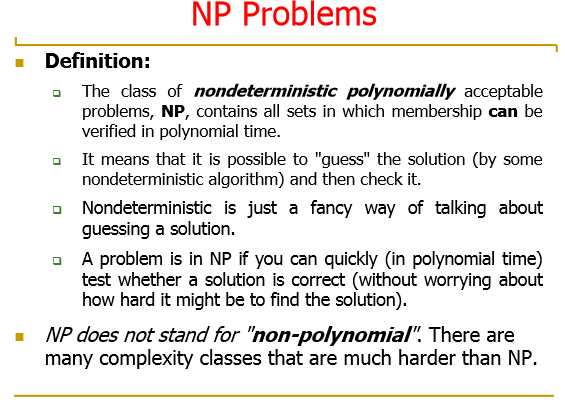 NP Problems
Definition:
The class of nondeterministic polynomially acceptable
problems, NP, contains all sets in which membership can be
verified in polynomial time.
It means that it is possible to "guess" the solution (by some
nondeterministic algorithm) and then check it.
Nondeterministic is just a fancy way of talking about
guessing a solution.
A problem is in NP if you can quickly (in polynomial time)
test whether a solution is correct (without worrying about
how hard it might be to find the solution).
NP does not stand for "non-polynomial". There are
many complexity classes that are much harder than NP.